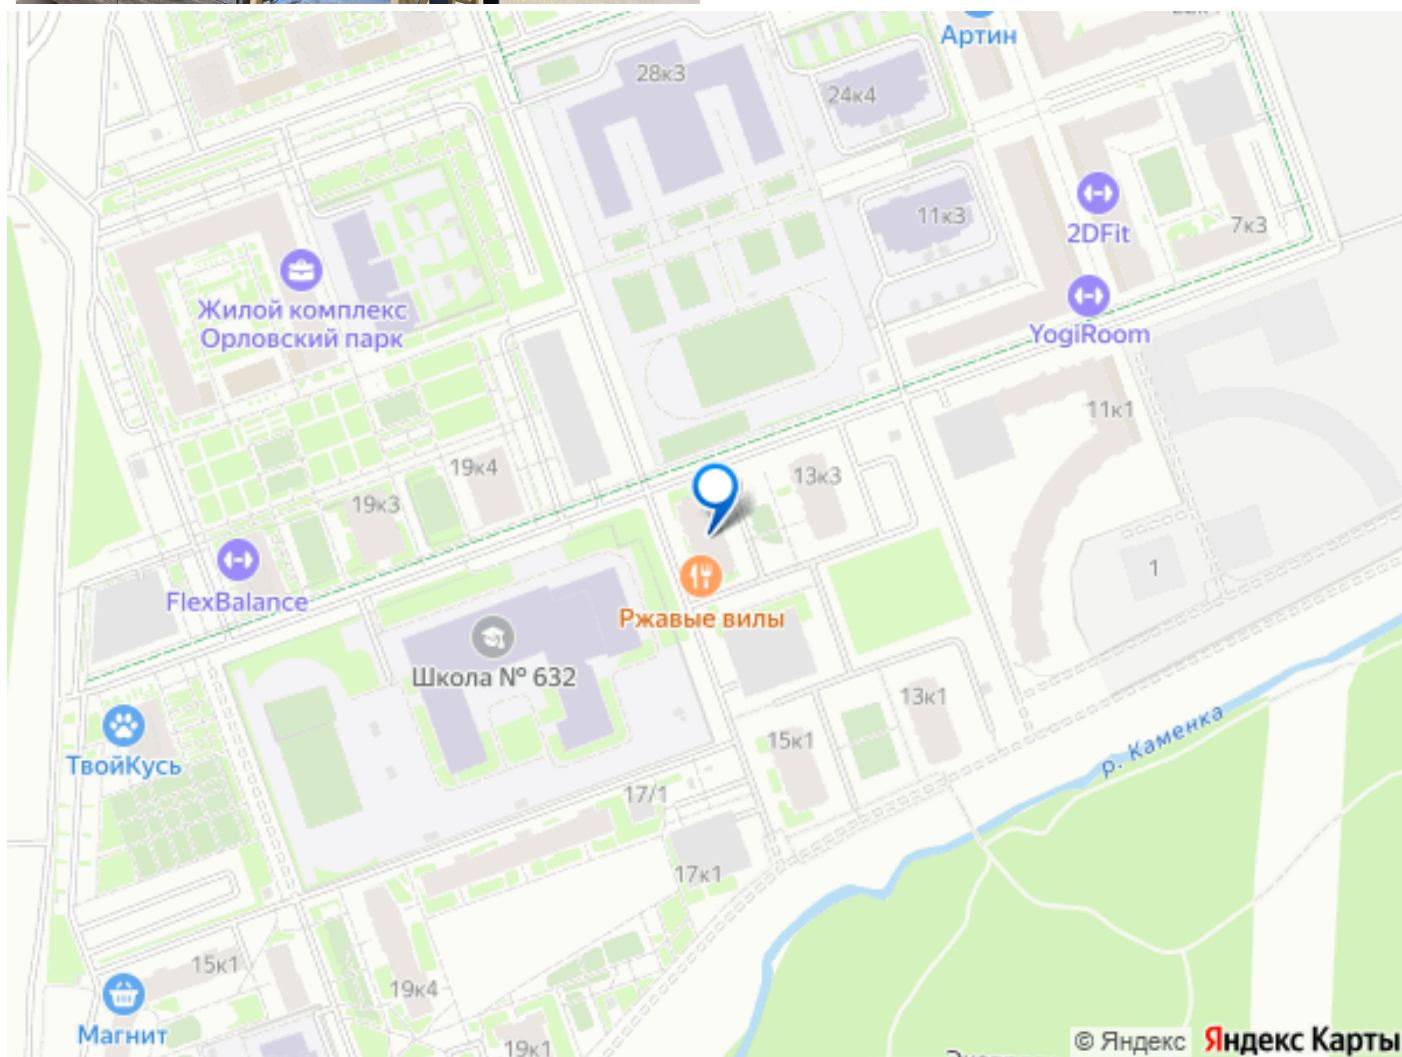 Артин
28к3
24к4
11к3
2DFit
7к3
Жилой комплекс
Орловский парк
YogiRoom
11к1
19к4
13к3
19к3
FlexBalance
1
Ржавые вилы
Школа № 632
13к1
р. Каменка
ТвойКусь
15к1
17/1
17к1
15к1
19к4
Магнит
19к1
© Яндекс Яндекс Карты